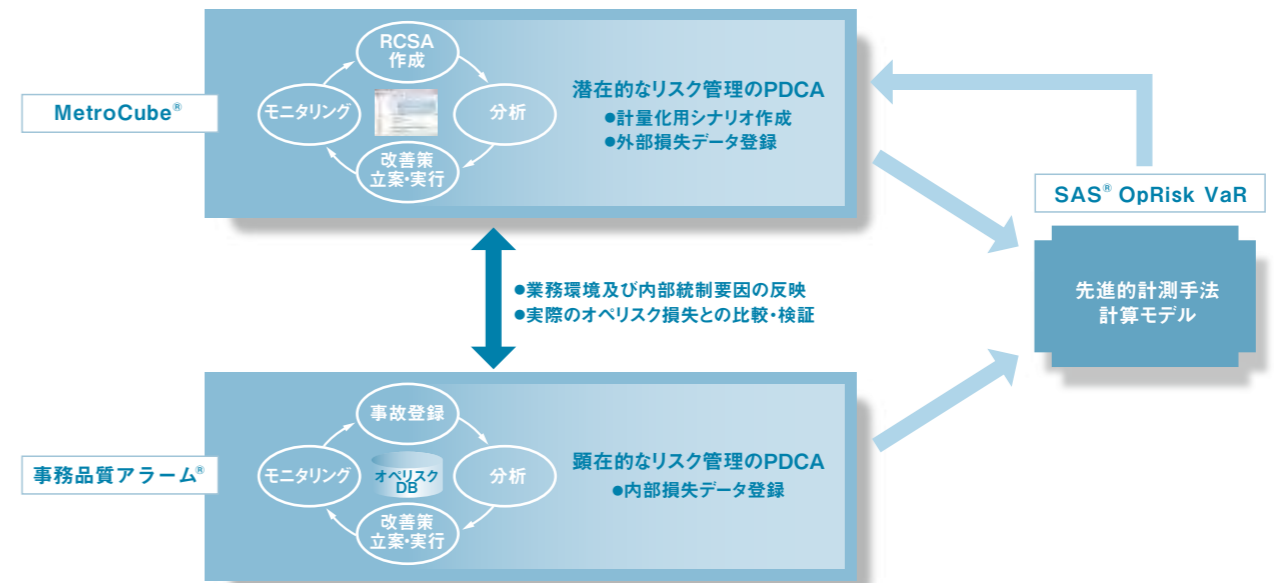 MetroCube®
RCSA
作成
モニタリング
分析
改善策
立案・実行
潜在的なリスク管理のPDCA
●計量化用シナリオ作成
●外部損失データ登録
●業務環境及び内部統制要因の反映
●実際のオペリスク損失との比較・検証
SAS® OpRisk VaR
先進的計測手法
計算モデル
事務品質アラーム®
事故登録
モニタリング
オペリスク
DB
分析
改善策
立案・実行
顕在的なリスク管理のPDCA
●内部損失データ登録